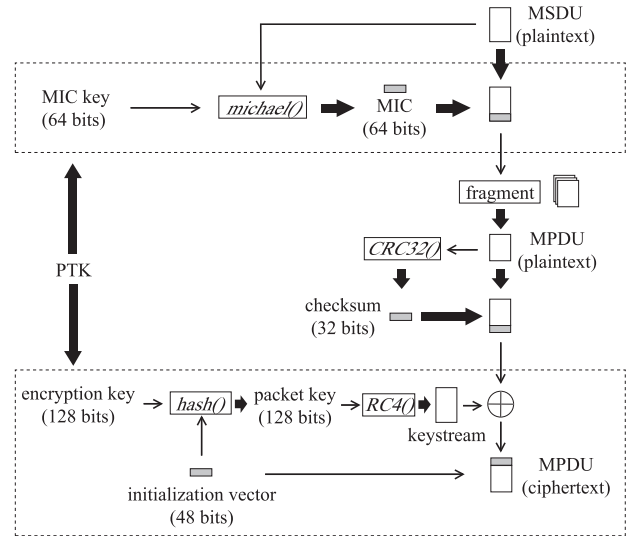 MSDU
(plaintext)
MIC key
(64 bits)
michael()
MIC
(64 bits)
fragment
CRC32()
MPDU
(plaintext)
PTK
checksum
(32 bits)
encryption key
(128 bits)
hash()
packet key
(128 bits)
RC4()
keystream
initialization vector
(48 bits)
MPDU
(ciphertext)